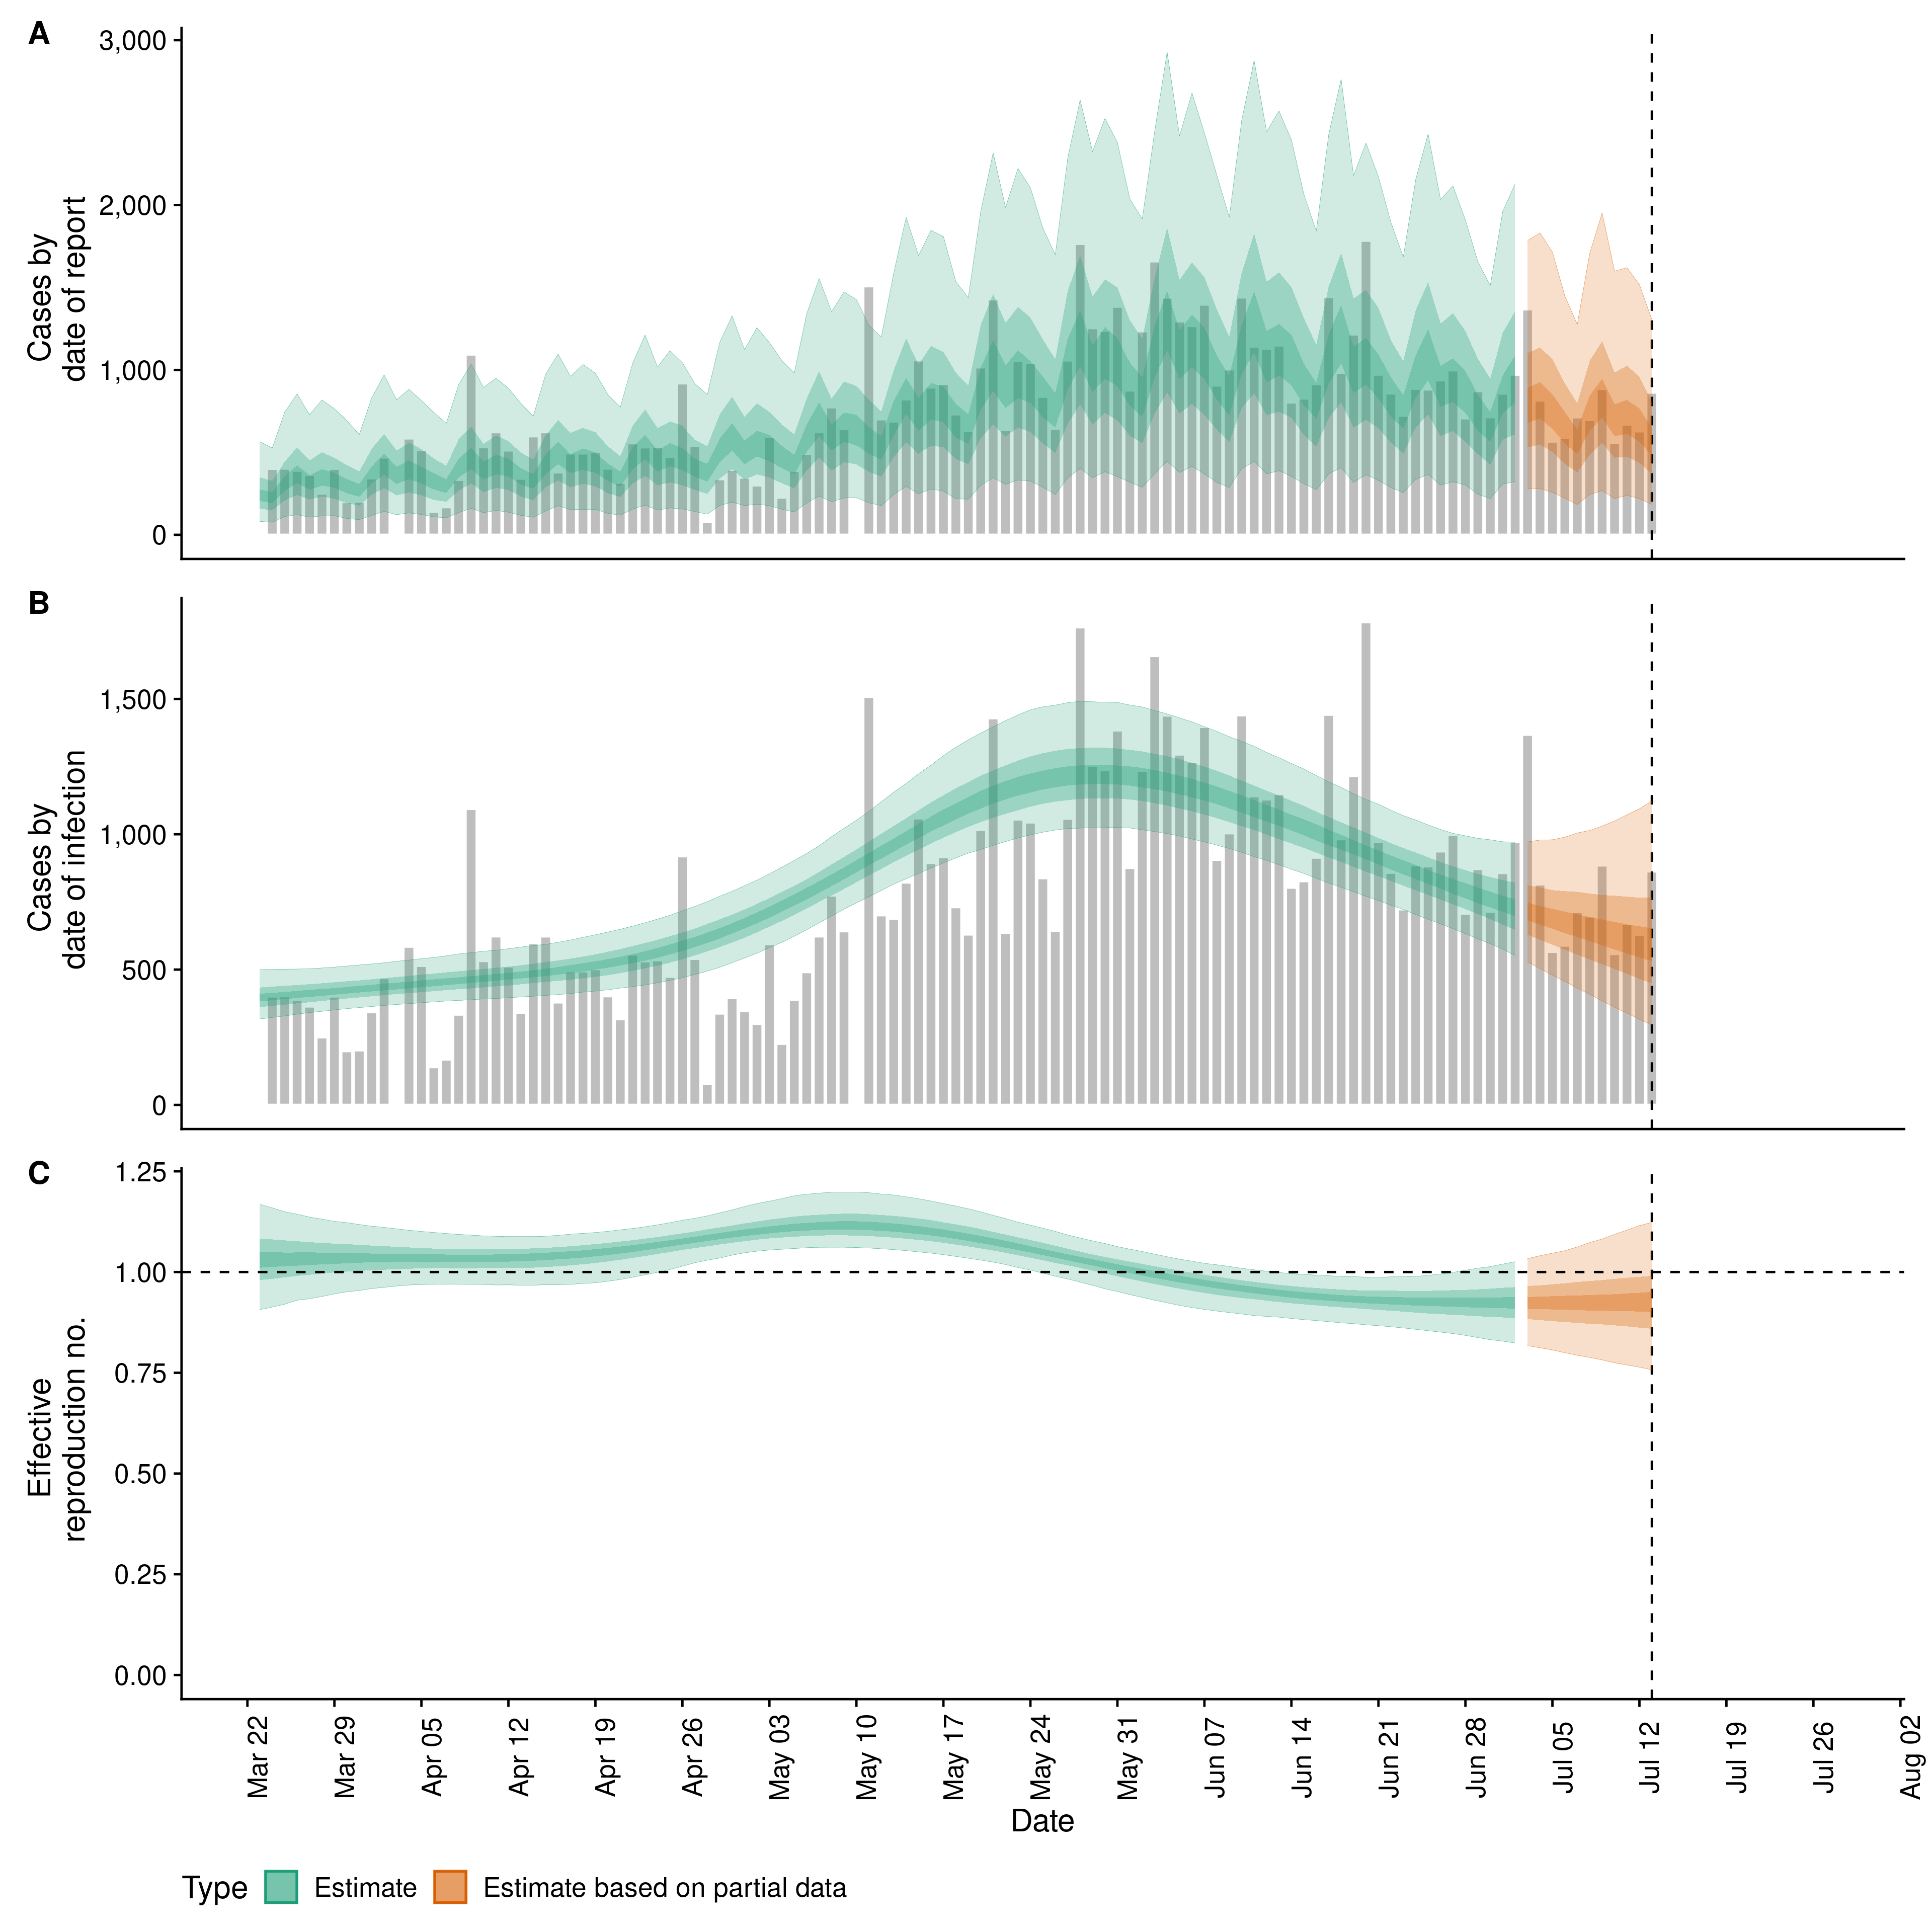 A
Cases by
date of report
3,000
2,000
1,000
0
B
Cases by
date of infection
1,500
1,000
500
0
C
Effective
reproduction no.
1.25
1.00
0.75
0.50
0.25
0.00
Mar 22
Mar 29
Apr 05
Apr 12
Apr 19
Apr 26
May 03
May 10
May 17
May 24
May 31
Jun 07
Jun 14
Jun 21
Jun 28
Jul 05
Jul 12
Jul 19
Jul 26
Aug 02
Date
Type Estimate Estimate based on partial data